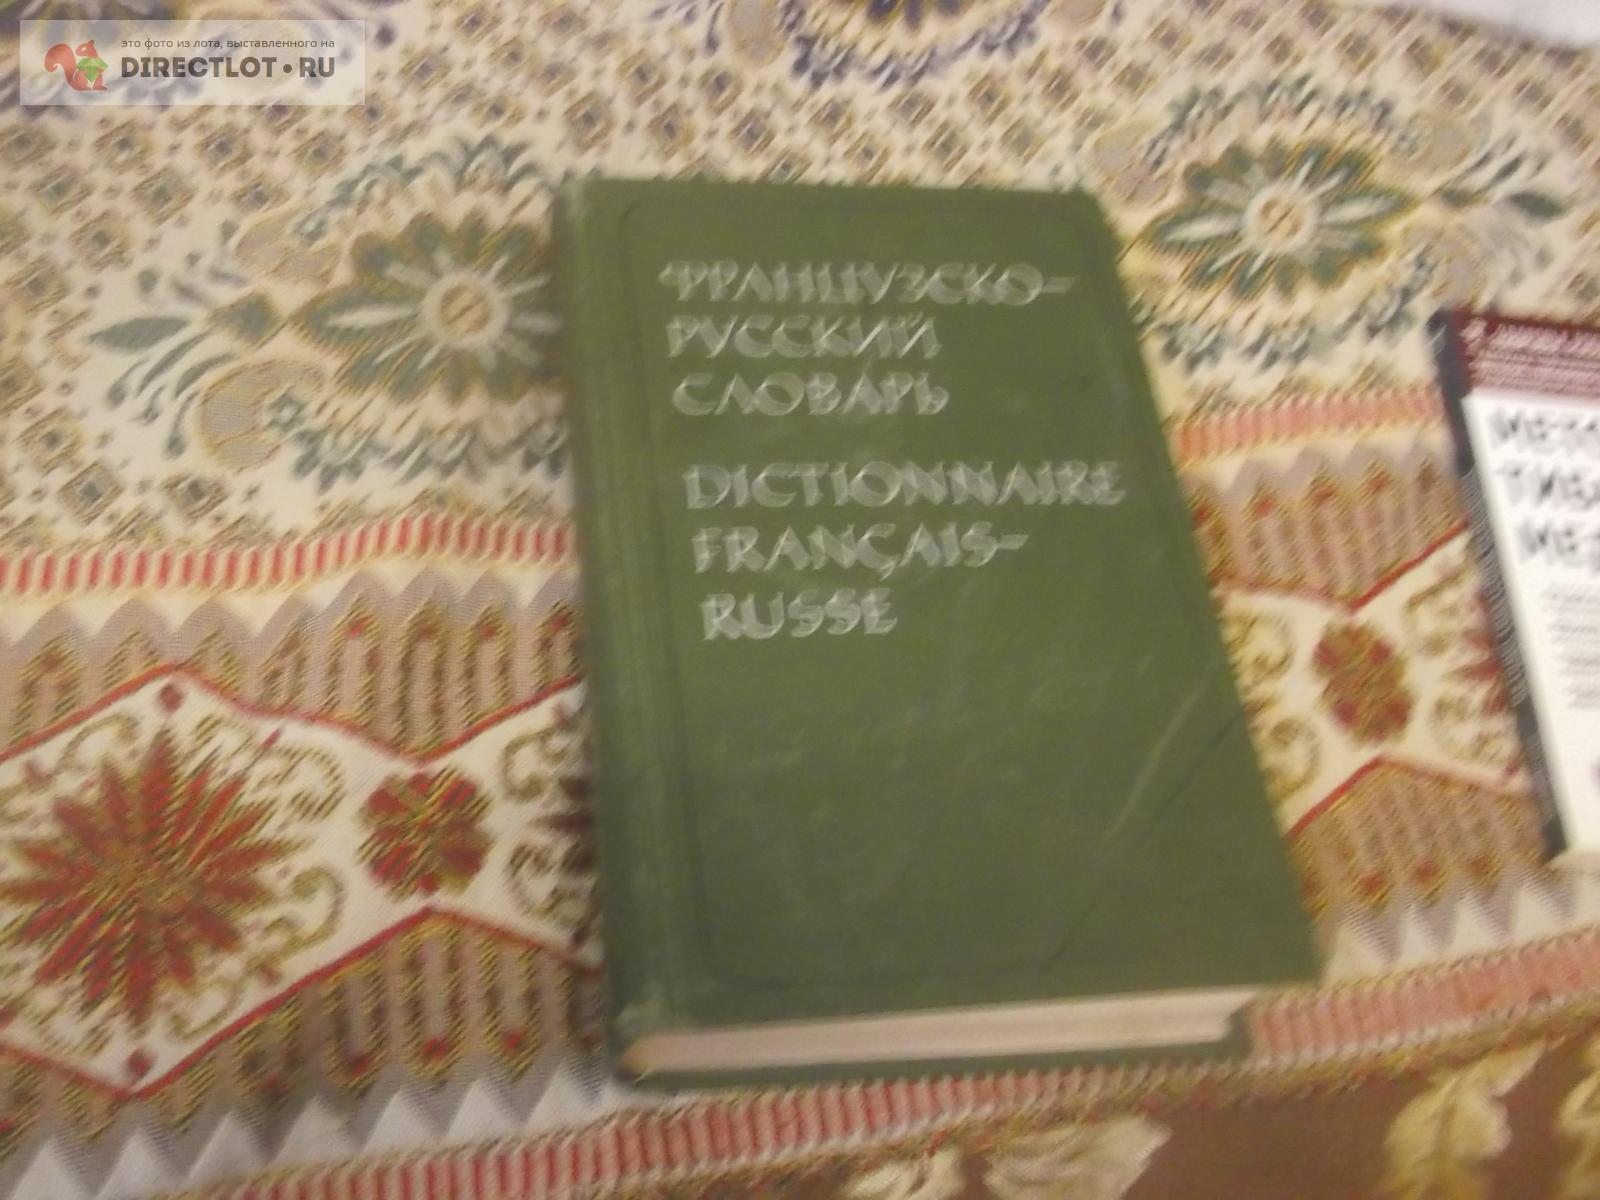 это фото из лота, выставленного на
DIRECTLOT•RU
ФРАНЦУЗСКО-
РУССКИЙ
СЛОВАРЬ
DICTIONNAIRE
FRANÇAIS-
RUSSE